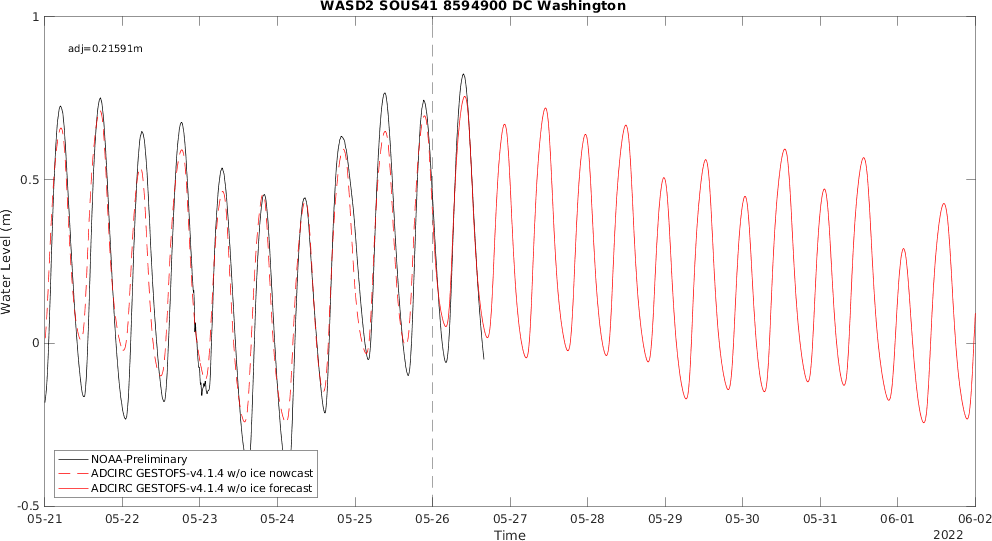 WASD2 SOUS41 8594900 DC Washington
1
adj=0.21591m
0.5
Water Level (m)
0
NOAA-Preliminary
ADCIRC GESTOFS-v4.1.4 w/o ice nowcast
ADCIRC GESTOFS-v4.1.4 w/o ice forecast
-0.5
05-21 05-22 05-23 05-24 05-25 05-26 05-27 05-28 05-29 05-30 05-31 06-01 06-02
Time
2022